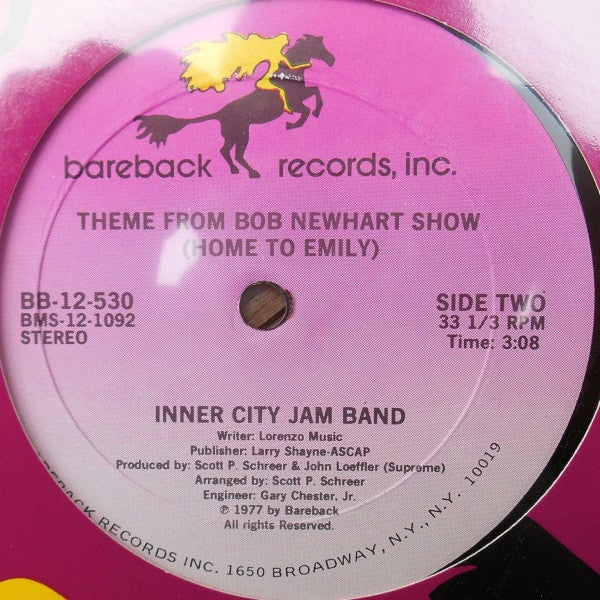 bareback records, inc.
THEME FROM BOB NEWHART SHOW
(HOME TO EMILY)
BB-12-530
BMS-12-1092
STEREO
SIDE TWO
33 1/3 RPM
Time: 3:08
INNER CITY JAM BAND
Writer: Lorenzo Music
Publisher: Larry Shayne-ASCAP
Produced by: Scott P. Schreer & John Loeffler (Supreme)
Arranged by: Scott P. Schreer
Engineer: Gary Chester, Jr.
℗ 1977 by Bareback
All rights Reserved.
RECORDS INC. 1650 BROADWAY, N.Y., N.Y. 10019